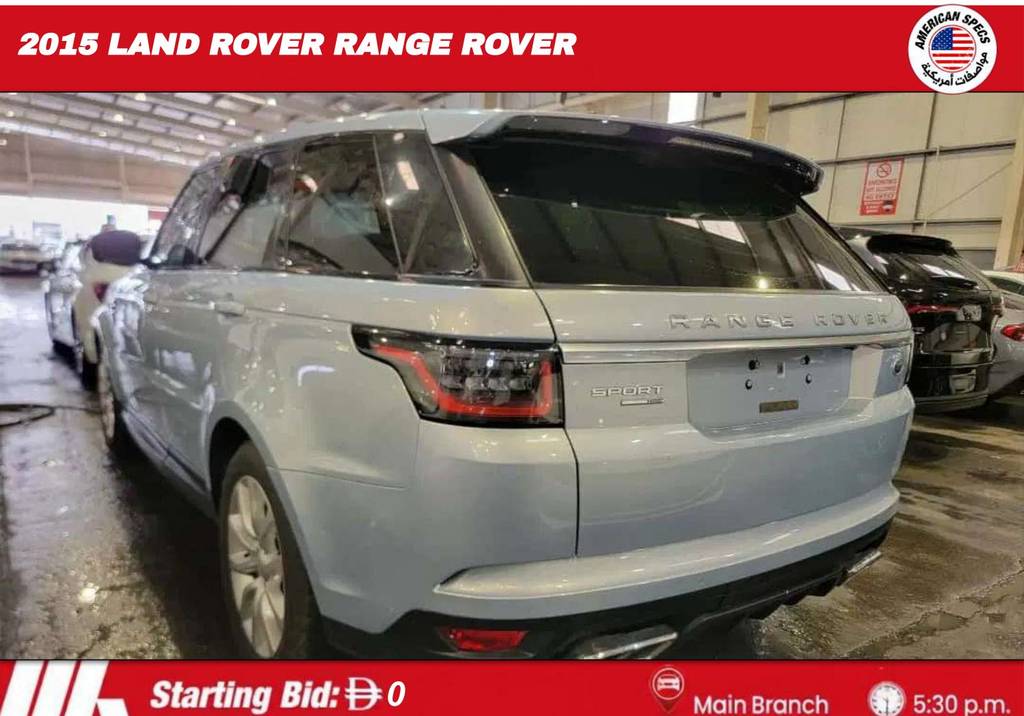 2015 LAND ROVER RANGE ROVER
AMERICAN SPECS
مواصفات أمريكية
RANGE ROVER
SPORT
Starting Bid: 0
Main Branch
5:30 p.m.